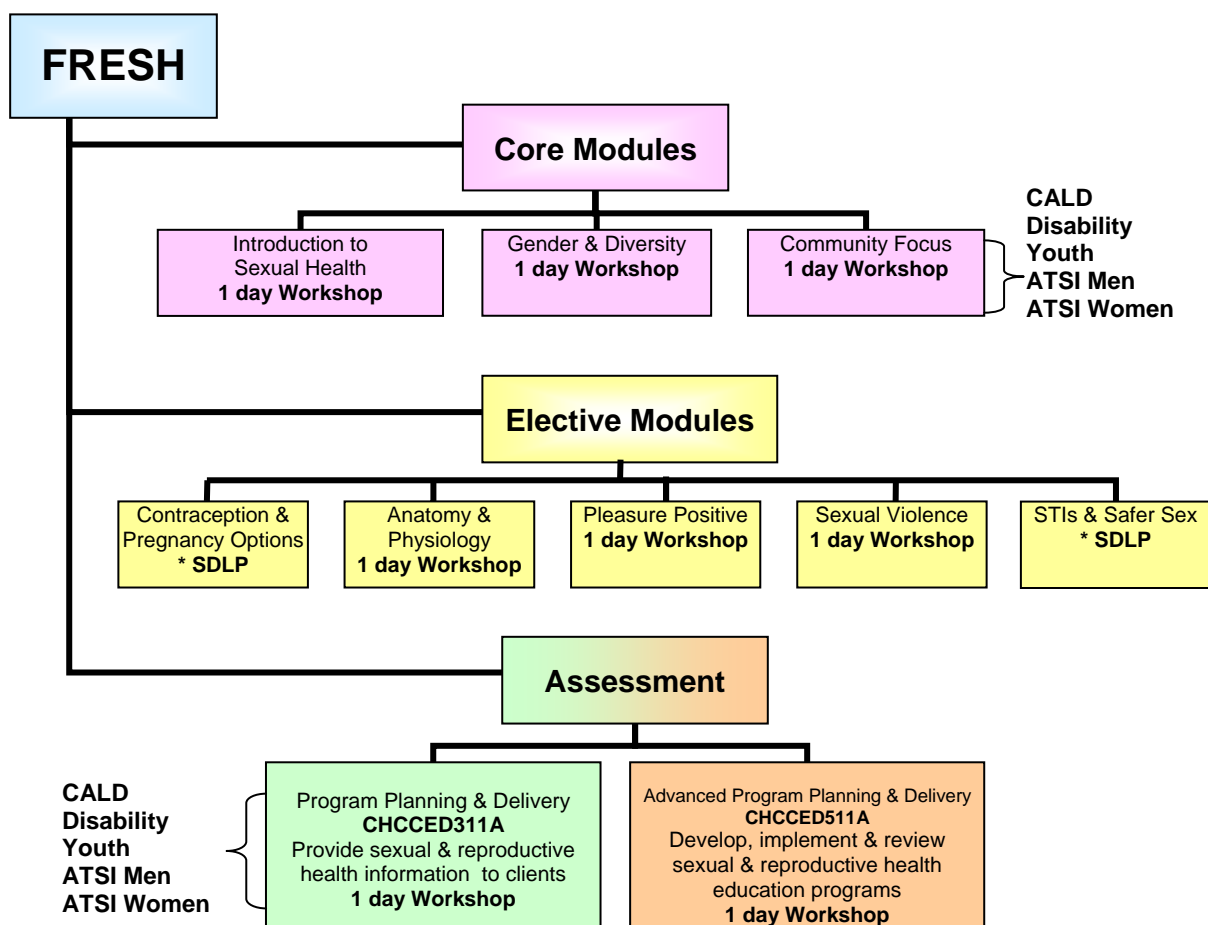 FRESH
Core Modules
Introduction to
Sexual Health
1 day Workshop
Gender & Diversity
1 day Workshop
Community Focus
1 day Workshop
CALD
Disability
Youth
ATSI Men
ATSI Women
Elective Modules
Contraception &
Pregnancy Options
* SDLP
Anatomy &
Physiology
1 day Workshop
Pleasure Positive
1 day Workshop
Sexual Violence
1 day Workshop
STIs & Safer Sex
* SDLP
Assessment
CALD
Disability
Youth
ATSI Men
ATSI Women
Program Planning & Delivery
CHCCED311A
Provide sexual & reproductive
health information to clients
1 day Workshop
Advanced Program Planning & Delivery
CHCCED511A
Develop, implement & review
sexual & reproductive health
education programs
1 day Workshop